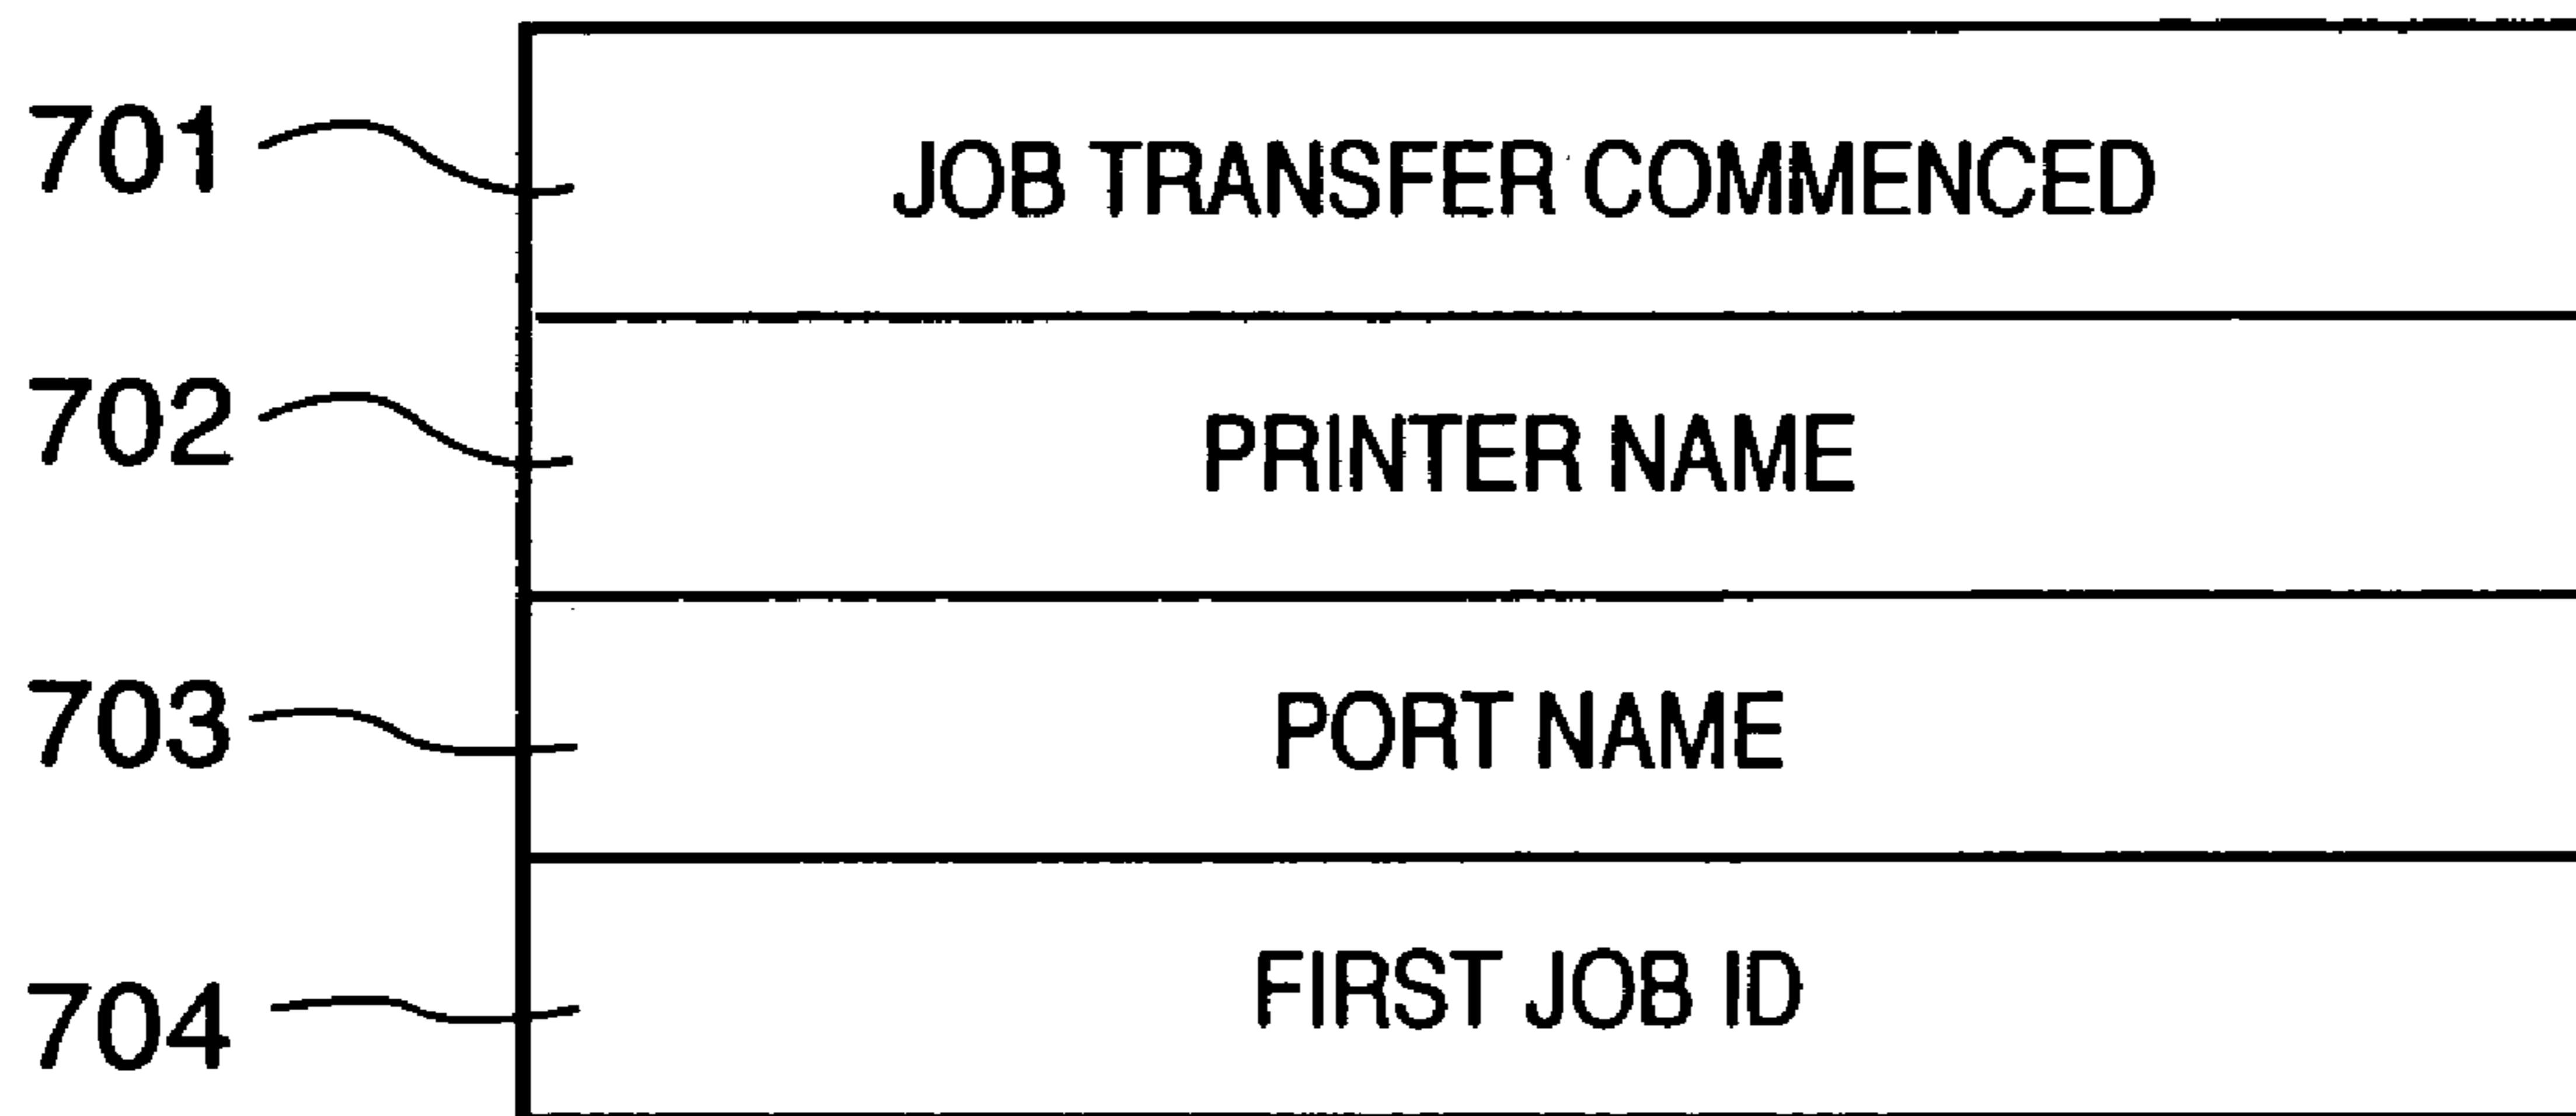 701 JOB TRANSFER COMMENCED
702 PRINTER NAME
703 PORT NAME
704 FIRST JOB ID